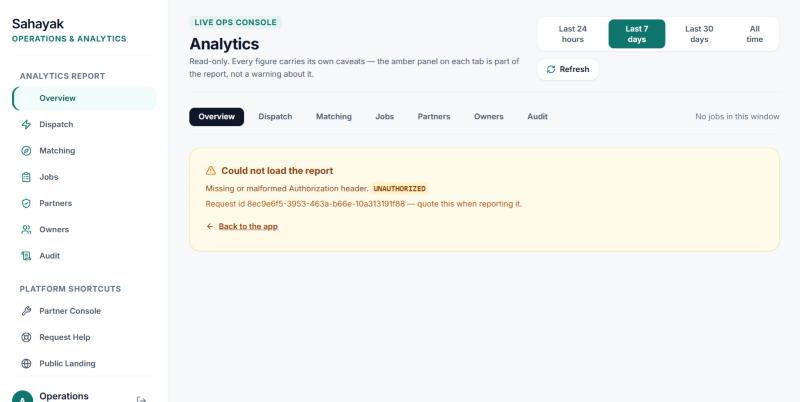 Sahayak
OPERATIONS & ANALYTICS
ANALYTICS REPORT
Overview
Dispatch
Matching
Jobs
Partners
Owners
Audit
PLATFORM SHORTCUTS
Partner Console
Request Help
Public Landing
A
Operations
LIVE OPS CONSOLE
Analytics
Read-only. Every figure carries its own caveats — the amber panel on each tab is part of
the report, not a warning about it.
Last 24
hours
Last 7
days
Last 30
days
All
time
Refresh
Overview Dispatch Matching Jobs Partners Owners Audit
No jobs in this window
Could not load the report
Missing or malformed Authorization header. UNAUTHORIZED
Request id 8ec9e6f5-3953-463a-b66e-10a313191f88 — quote this when reporting it.
Back to the app